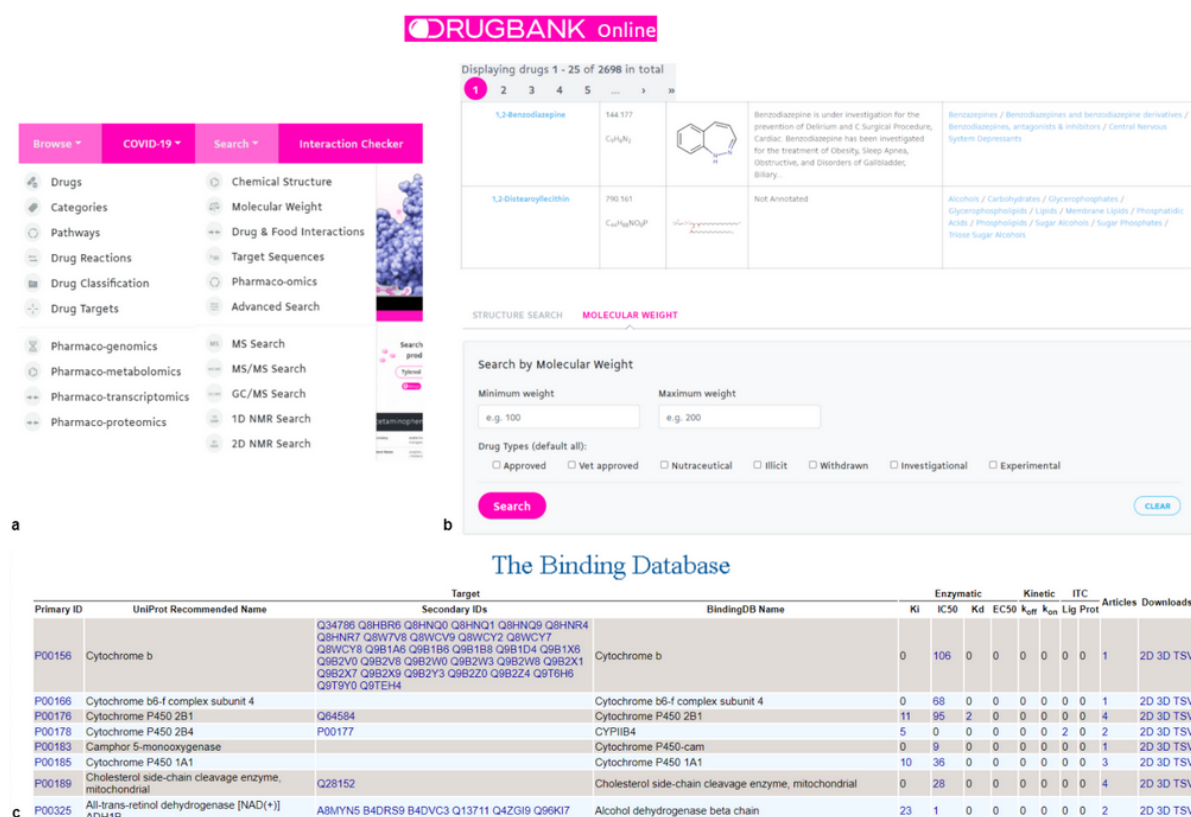 DRUGBANK Online
Browse COVID-19 Search Interaction Checker
Drugs
Categories
Pathways
Drug Reactions
Drug Classification
Drug Targets
Pharmaco-genomics
Pharmaco-metabolomics
Pharmaco-transcriptomics
Pharmaco-proteomics
Chemical Structure
Molecular Weight
Drug & Food Interactions
Target Sequences
Pharmaco-omics
Advanced Search
MS Search
MS/MS Search
GC/MS Search
1D NMR Search
2D NMR Search
Search
prod
Tylenol
etaminophen
a
Displaying drugs 1 - 25 of 2698 in total
1 2 3 4 5 ... › »
1,2-Benzodiazepine
144.177
C₉H₈N₂
N
NH
Benzodiazepine is under investigation for the
prevention of Delirium and C.Surgical Procedure,
Cardiac. Benzodiazepine has been investigated
for the treatment of Obesity, Sleep Apnea,
Obstructive, and Disorders of Gallbladder,
Biliary...
Benzazepines / Benzodiazepines and benzodiazepine derivatives /
Benzodiazepines, antagonists & inhibitors / Central Nervous
System Depressants
1,2-Distearoyllecithin
790.161
C₄₄H₈₈NO₈P
Not Annotated
Alcohols / Carbohydrates / Glycerophosphates /
Glycerophospholipids / Lipids / Membrane Lipids / Phosphatidic
Acids / Phospholipids / Sugar Alcohols / Sugar Phosphates /
Triose Sugar Alcohols
STRUCTURE SEARCH MOLECULAR WEIGHT
Search by Molecular Weight
Minimum weight Maximum weight
e.g. 100 e.g. 200
Drug Types (default all):
Approved Vet approved Nutraceutical Illicit Withdrawn Investigational Experimental
Search CLEAR
b
The Binding Database
Target Enzymatic Kinetic ITC
Primary ID UniProt Recommended Name Secondary IDs BindingDB Name Ki IC50 Kd EC50 koff kon Lig Prot Articles Downloads
P00156 Cytochrome b
Q34786 Q8HBR6 Q8HNQ0 Q8HNQ1 Q8HNQ9 Q8HNR4
Q8HNR7 Q8W7V8 Q8WCV9 Q8WCY2 Q8WCY7
Q8WCY8 Q9B1A6 Q9B1B6 Q9B1B8 Q9B1D4 Q9B1X6
Q9B2V0 Q9B2V8 Q9B2W0 Q9B2W3 Q9B2W8 Q9B2X1
Q9B2X7 Q9B2X9 Q9B2Y3 Q9B2Z0 Q9B2Z4 Q9T6H6
Q9T9Y0 Q9TEH4
Cytochrome b 0 106 0 0 0 0 0 0 1 2D 3D TSV
P00166 Cytochrome b6-f complex subunit 4 Cytochrome b6-f complex subunit 4 0 68 0 0 0 0 0 0 1 2D 3D TSV
P00176 Cytochrome P450 2B1 Q64584 Cytochrome P450 2B1 11 95 2 0 0 0 0 0 4 2D 3D TSV
P00178 Cytochrome P450 2B4 P00177 CYPIIB4 5 0 0 0 0 0 2 0 2 2D 3D TSV
P00183 Camphor 5-monooxygenase Cytochrome P450-cam 0 9 0 0 0 0 0 0 1 2D 3D TSV
P00185 Cytochrome P450 1A1 Cytochrome P450 1A1 10 36 0 0 0 0 0 0 3 2D 3D TSV
P00189 Cholesterol side-chain cleavage enzyme,
mitochondrial Q28152 Cholesterol side-chain cleavage enzyme, mitochondrial 0 28 0 0 0 0 0 0 4 2D 3D TSV
P00325 All-trans-retinol dehydrogenase [NAD(+)]
ADH1B A8MYN5 B4DRS9 B4DVC3 Q13711 Q4ZGI9 Q96KI7 Alcohol dehydrogenase beta chain 23 1 0 0 0 0 0 0 2 2D 3D TSV
c